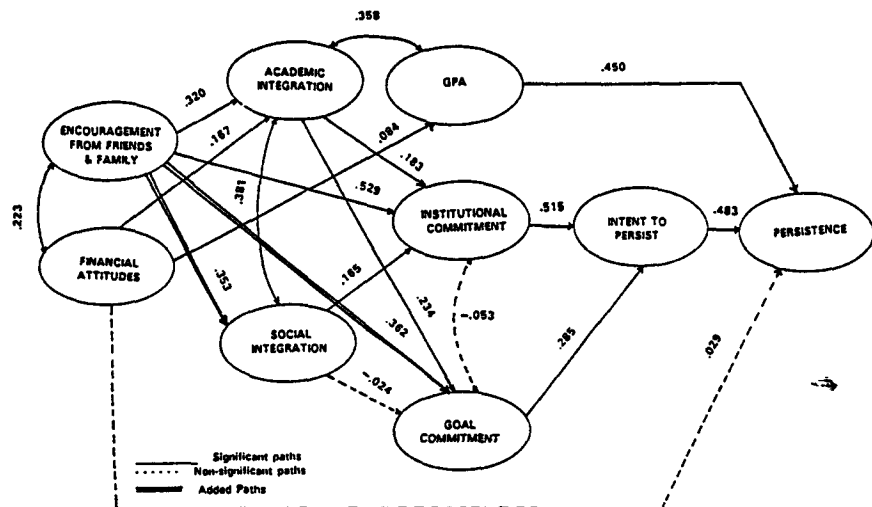 .358
ACADEMIC
INTEGRATION
GPA
.450
.320
ENCOURAGEMENT
FROM FRIENDS
& FAMILY
.167
.084
.183
.381
.529
.223
INSTITUTIONAL
COMMITMENT
.515
INTENT TO
PERSIST
.483
PERSISTENCE
FINANCIAL
ATTITUDES
.353
.165
.234
-.053
.029
SOCIAL
INTEGRATION
.362
.285
-.024
GOAL
COMMITMENT
Significant paths
Non-significant paths
Added Paths